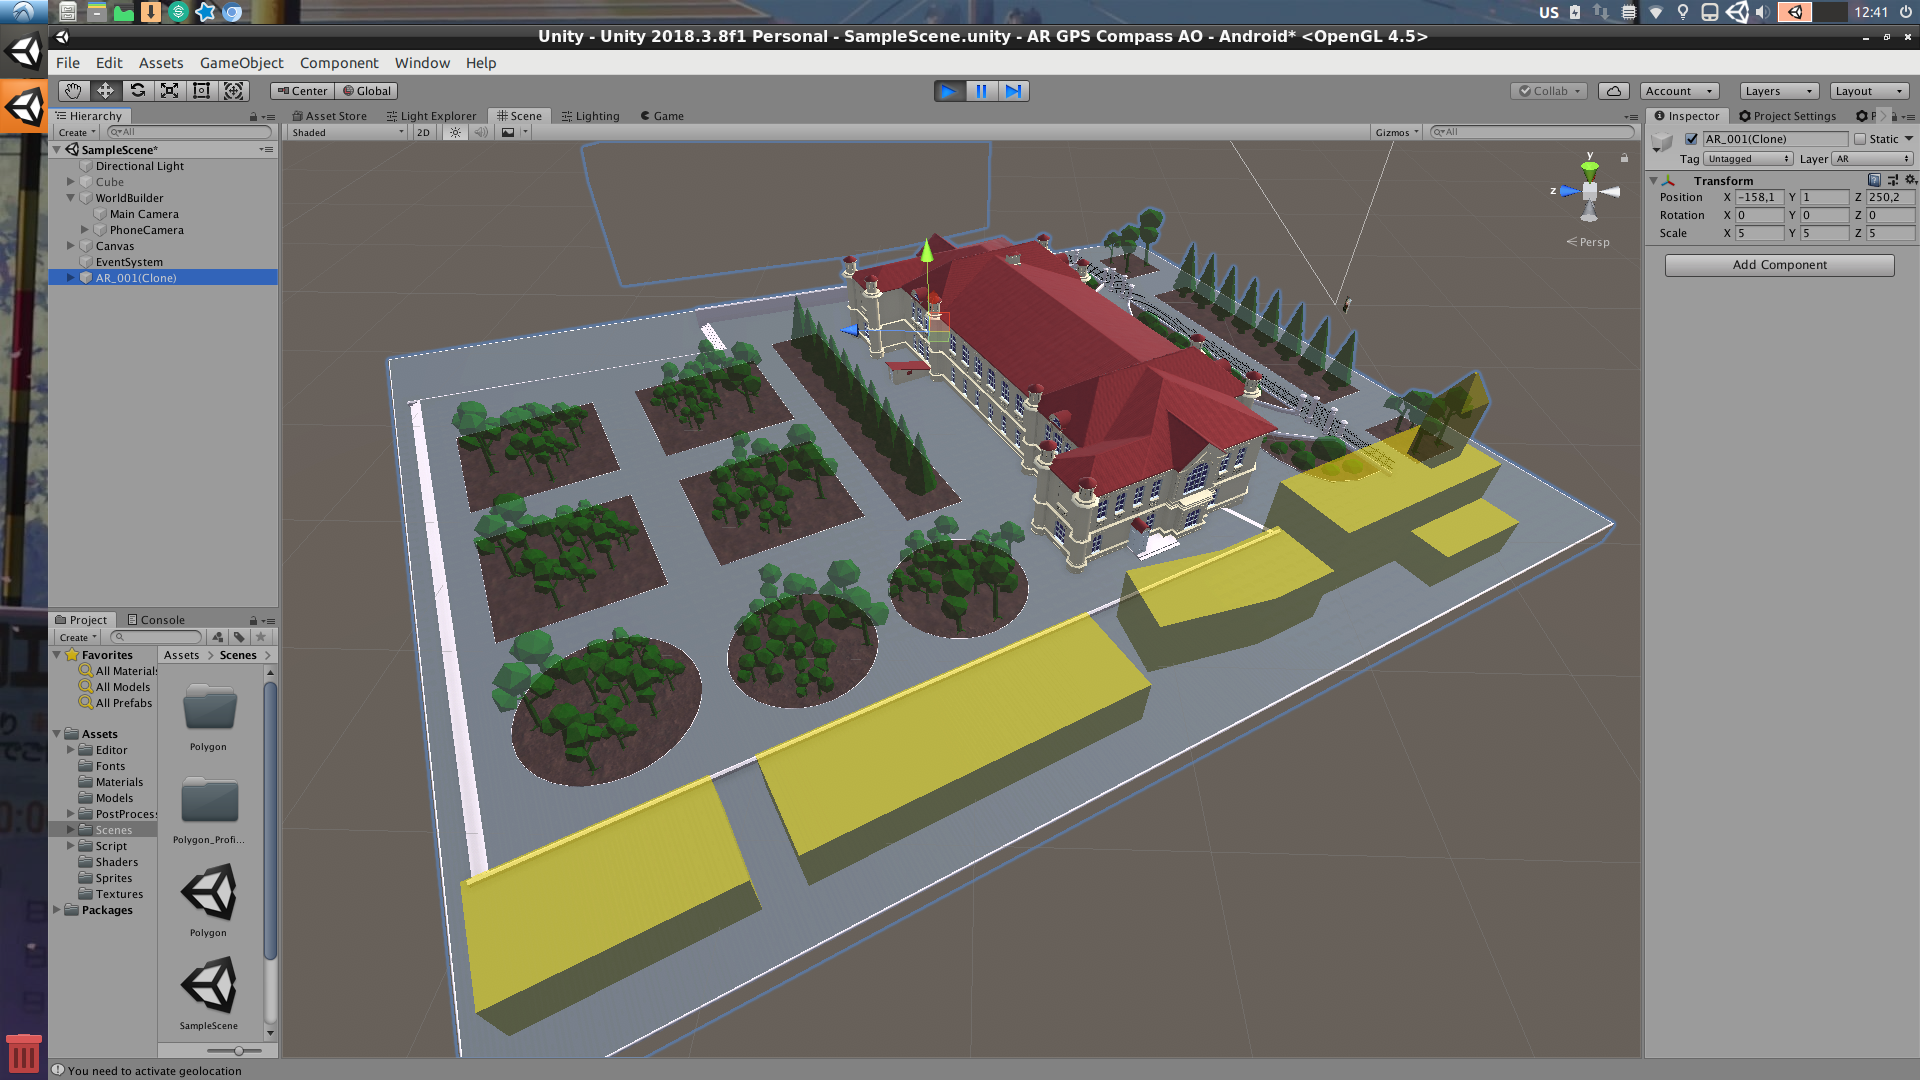 US
12:41
Unity - Unity 2018.3.8f1 Personal - SampleScene.unity - AR GPS Compass AO - Android* <OpenGL 4.5>
File Edit Assets GameObject Component Window Help
Center Global
Collab Account Layers Layout
Hierarchy
Create All
SampleScene*
Directional Light
Cube
WorldBuilder
Main Camera
PhoneCamera
Canvas
EventSystem
AR_001(Clone)
Asset Store Light Explorer Scene Lighting Game
Shaded 2D Gizmos All
y
z
Persp
Inspector Project Settings P
AR_001(Clone) Static
Tag Untagged Layer AR
Transform
Position X -158,1 Y 1 Z 250,2
Rotation X 0 Y 0 Z 0
Scale X 5 Y 5 Z 5
Add Component
Project Console
Create
Favorites
All Materials
All Models
All Prefabs
Assets
Editor
Fonts
Materials
Models
PostProcess
Scenes
Script
Shaders
Sprites
Textures
Packages
Assets > Scenes >
Polygon
Polygon_Profi...
Polygon
SampleScene
You need to activate geolocation